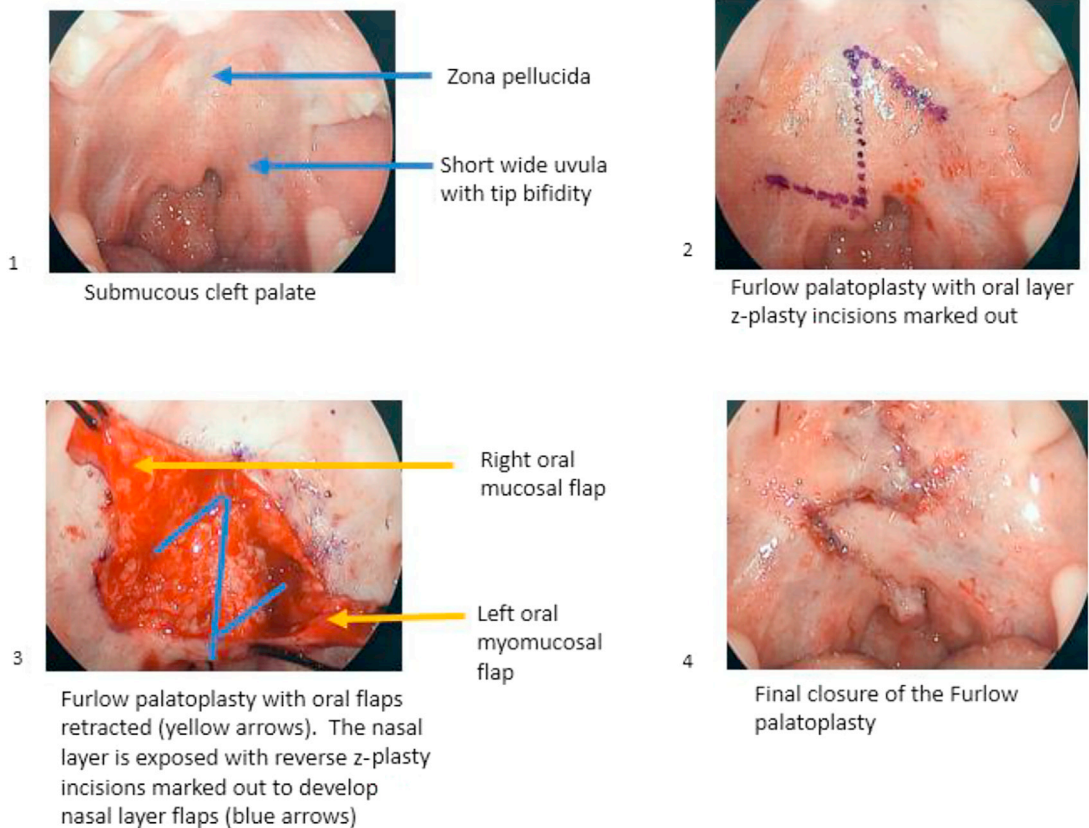 Zona pellucida
Short wide uvula
with tip bifidity
1
Submucous cleft palate
2
Furlow palatoplasty with oral layer
z-plasty incisions marked out
Right oral
mucosal flap
Left oral
myomucosal
flap
3
Furlow palatoplasty with oral flaps
retracted (yellow arrows).  The nasal
layer is exposed with reverse z-plasty
incisions marked out to develop
nasal layer flaps (blue arrows)
4
Final closure of the Furlow
palatoplasty